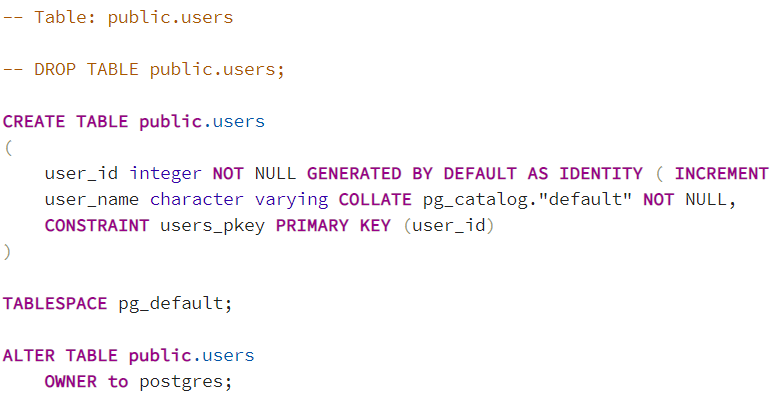 -- Table: public.users
-- DROP TABLE public.users;
CREATE TABLE public.users
(
user_id integer NOT NULL GENERATED BY DEFAULT AS IDENTITY ( INCREMENT
user_name character varying COLLATE pg_catalog."default" NOT NULL,
CONSTRAINT users_pkey PRIMARY KEY (user_id)
)
TABLESPACE pg_default;
ALTER TABLE public.users
OWNER to postgres;